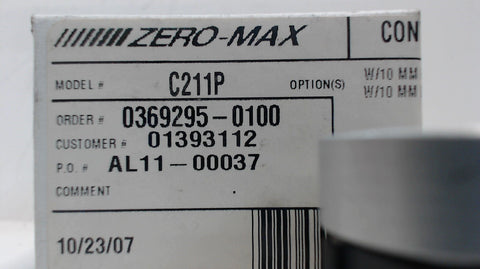 ZERO-MAX CON
MODEL # C211P OPTION(S) W/10 MM
W/10 MM
ORDER # 0369295-0100
CUSTOMER # 01393112
P.O. # AL11-00037
COMMENT
10/23/07